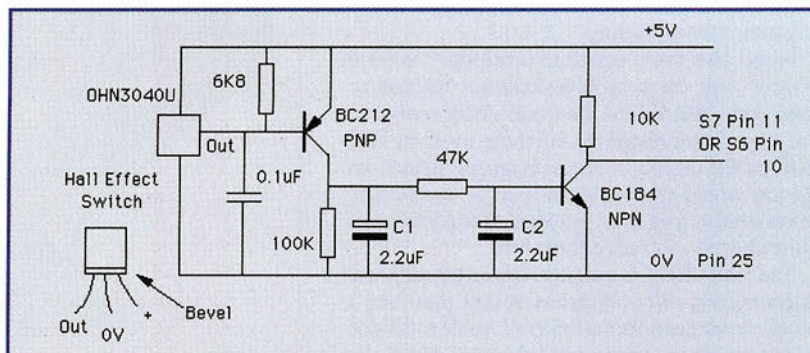 +5V
6K8
OHN3040U
BC212
PNP
Out
10K
S7 Pin 11
OR S6 Pin
10
47K
Hall Effect
Switch
0.1uF
BC184
NPN
100K
C1
2.2uF
C2
2.2uF
0V Pin 25
Out
0V
+
Bevel